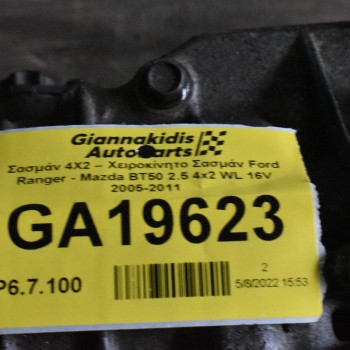 Giannakidis
AutoParts
Σασμάν 4X2 – Χειροκίνητο Σασμάν Ford
Ranger - Mazda BT50 2.5 4x2 WL 16V
2005-2011
GA19623
P6.7.100
2
5/8/2022 15:53